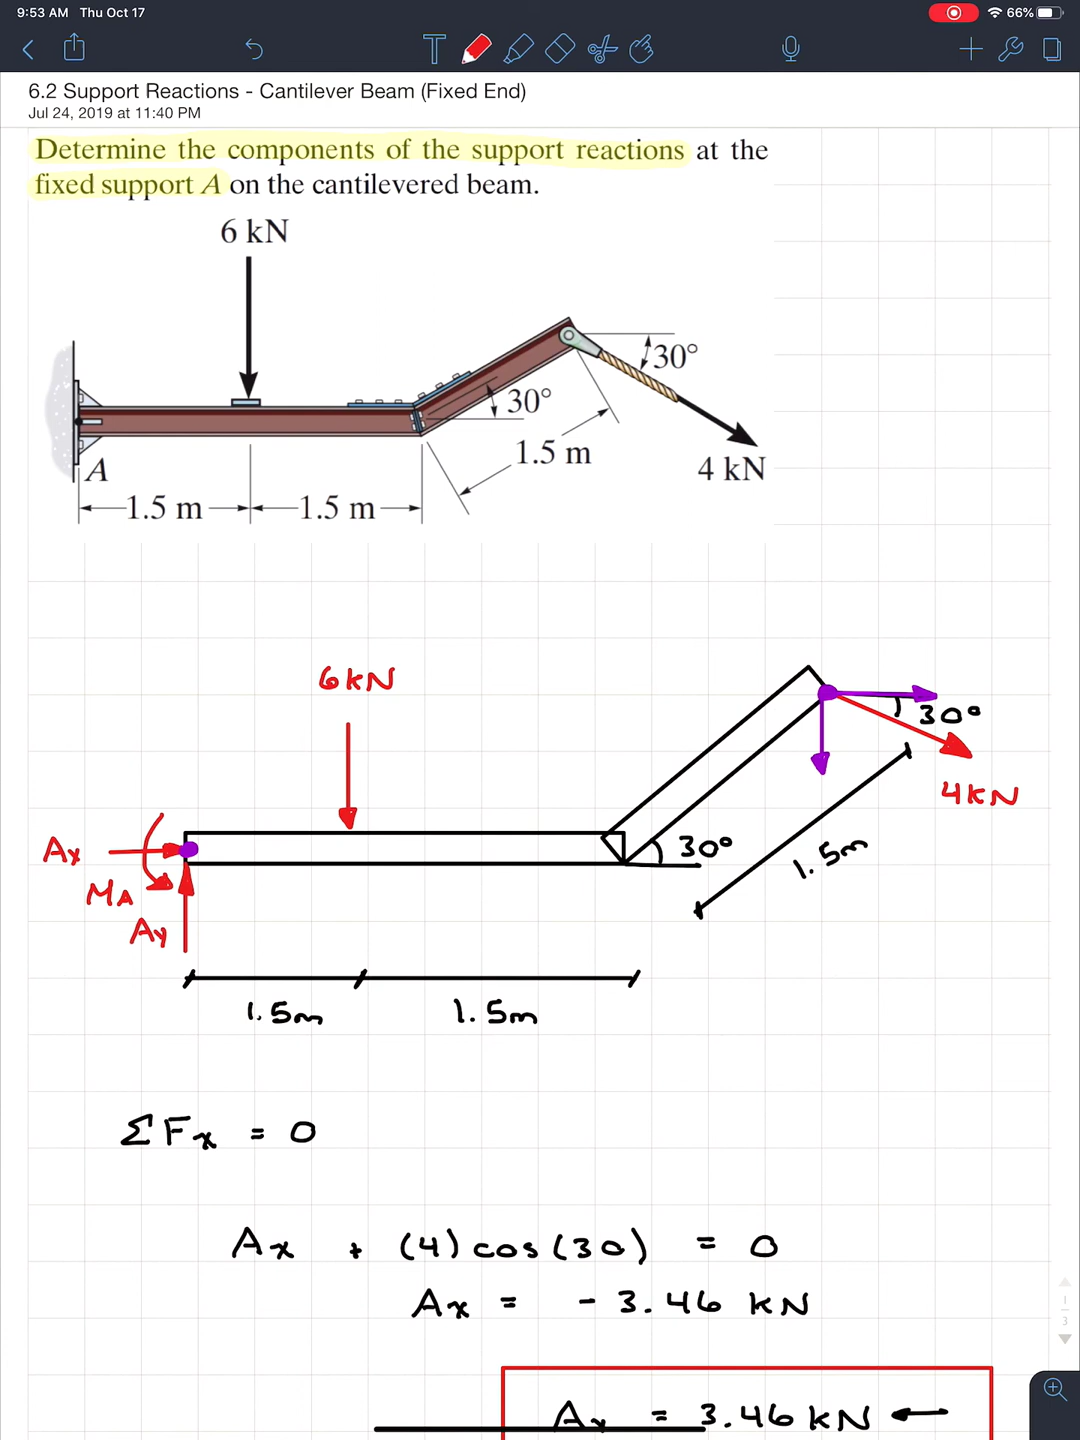 9:53 AM Thu Oct 17
66%
T
6.2 Support Reactions - Cantilever Beam (Fixed End)
Jul 24, 2019 at 11:40 PM
Determine the components of the support reactions at the
fixed support A on the cantilevered beam.
6 kN
30°
30°
1.5 m
4 kN
A
1.5 m
1.5 m
6kN
30°
4kN
Ax
30°
1.5m
MA
Ay
1.5m
1.5m
ΣFx = 0
Ax + (4) cos (30) = 0
Ax = - 3.46 kN
1
3
Ax = 3.46 kN ←